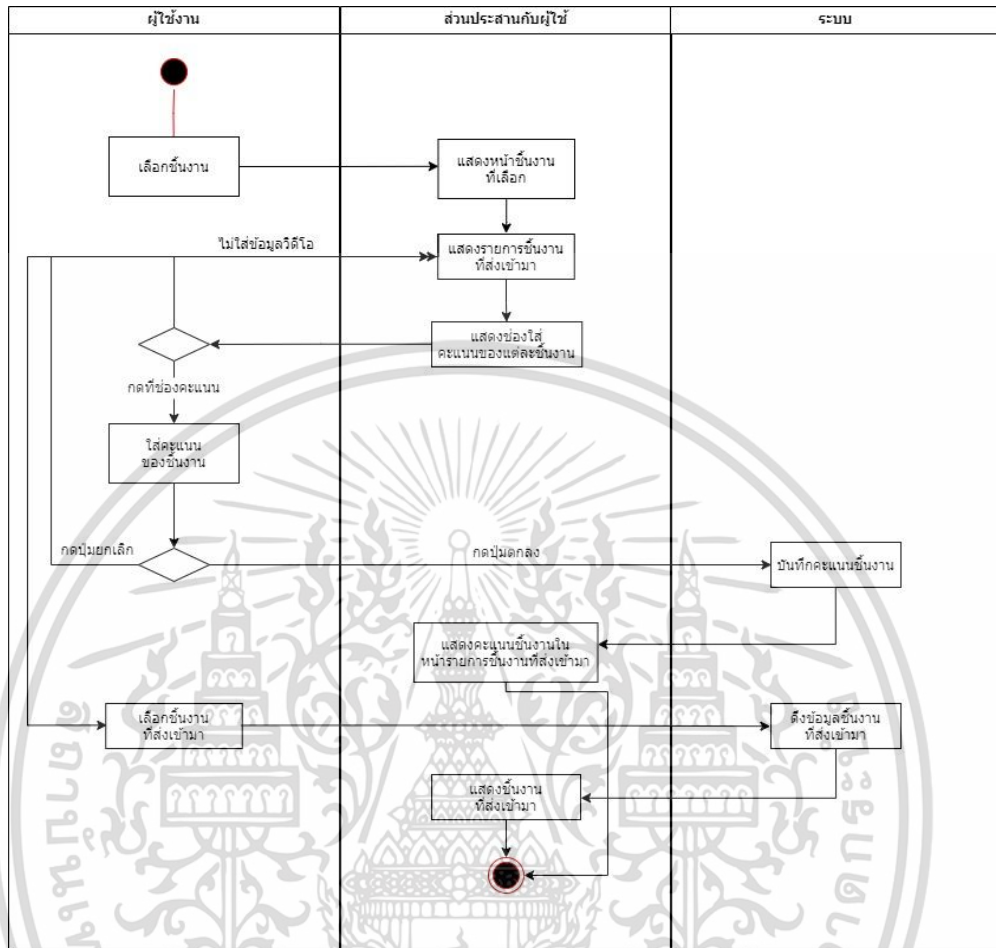 ผู้ใช้งาน
ส่วนประสานกับผู้ใช้
ระบบ
เลือกชิ้นงาน
แสดงหน้าชิ้นงาน
ที่เลือก
ไม่ใส่ข้อมูลวิดีโอ
แสดงรายการชิ้นงาน
ที่ส่งเข้ามา
แสดงช่องใส่
คะแนนของแต่ละชิ้นงาน
กดที่ช่องคะแนน
ใส่คะแนน
ของชิ้นงาน
กดปุ่มยกเลิก
กดปุ่มตกลง
บันทึกคะแนนชิ้นงาน
แสดงคะแนนชิ้นงานใน
หน้ารายการชิ้นงานที่ส่งเข้ามา
เลือกชิ้นงาน
ที่ส่งเข้ามา
ดึงข้อมูลชิ้นงาน
ที่ส่งเข้ามา
แสดงชิ้นงาน
ที่ส่งเข้ามา